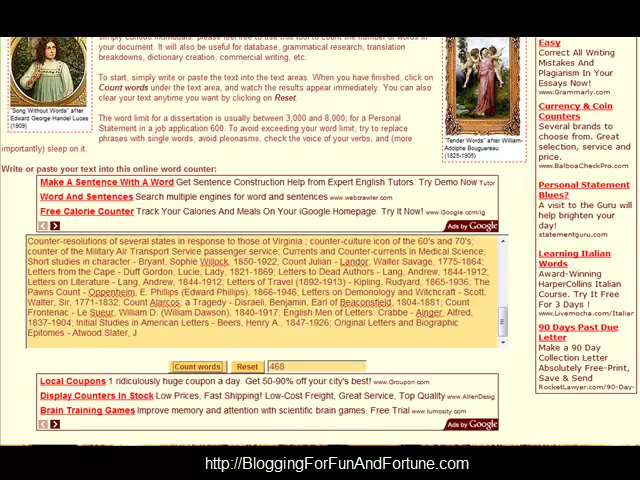 simply curious individuals. please feel free to use this tool to count the number of words in
your document. It will also be useful for database, grammatical research, translation
breakdowns, dictionary creation, commercial writing, etc.
To start, simply write or paste the text into the text areas. When you have finished, click on
Count words under the text area, and watch the results appear immediately. You can also
clear your text anytime you want by clicking on Reset.
The word limit for a dissertation is usually between 3,000 and 8,000; for a Personal
Statement in a job application 600. To avoid exceeding your word limit, try to replace
phrases with single words, avoid pleonasms, check the voice of your verbs, and (more
importantly) sleep on it.
"Song Without Words" after
Edward George Handel Lucas
(1909)
"Tender Words" after William-
Adolphe Bouguereau
(1825-1905)
Write or paste your text into this online word counter:
Make A Sentence With A Word Get Sentence Construction Help from Expert English Tutors. Try Demo Now Tutor
Word And Sentences Search multiple engines for word and sentences www.webcrawler.com
Free Calorie Counter Track Your Calories And Meals On Your iGoogle Homepage. Try It Now! www.Google.com/ig
Ads by Google
Counter-resolutions of several states in response to those of Virginia.; counter-culture icon of the 60's and 70's;
counter of the Military Air Transport Service passenger service; Currents and Counter-currents in Medical Science;
Short studies in character - Bryant, Sophie Willock, 1850-1922; Count Julian - Landor, Walter Savage, 1775-1864;
Letters from the Cape - Duff Gordon, Lucie, Lady, 1821-1869; Letters to Dead Authors - Lang, Andrew, 1844-1912;
Letters on Literature - Lang, Andrew, 1844-1912; Letters of Travel (1892-1913) - Kipling, Rudyard, 1865-1936; The
Pawns Count - Oppenheim, E. Phillips (Edward Phillips), 1866-1946; Letters on Demonology and Witchcraft - Scott,
Walter, Sir, 1771-1832; Count Alarcos: a Tragedy - Disraeli, Benjamin, Earl of Beaconsfield, 1804-1881; Count
Frontenac - Le Sueur, William D. (William Dawson), 1840-1917; English Men of Letters: Crabbe - Ainger, Alfred,
1837-1904; Initial Studies in American Letters - Beers, Henry A., 1847-1926; Original Letters and Biographic
Epitomes - Atwood.Slater, J
Count words Reset 468
Local Coupons 1 ridiculously huge coupon a day. Get 50-90% off your city's best! www.Groupon.com
Display Counters In Stock Low Prices, Fast Shipping! Low-Cost Freight, Great Service, Top Quality www.AllenDesig
Brain Training Games Improve memory and attention with scientific brain games. Free Trial www.lumosity.com
Ads by Google
Easy
Correct All Writing
Mistakes And
Plagiarism In Your
Essays Now!
www.Grammarly.com
Currency & Coin
Counters
Several brands to
choose from. Great
selection, service and
price.
www.BalboaCheckPro.com
Personal Statement
Blues?
A visit to the Guru will
help brighten your
day!
statementguru.com
Learning Italian
Words
Award-Winning
HarperCollins Italian
Course. Try It Free
For 3 Days !
www.Livemocha.com/Italian
90 Days Past Due
Letter
Make a 90 Day
Collection Letter
Absolutely Free-Print,
Save & Send
RocketLawyer.com/90-Day-
http://BloggingForFunAndFortune.com